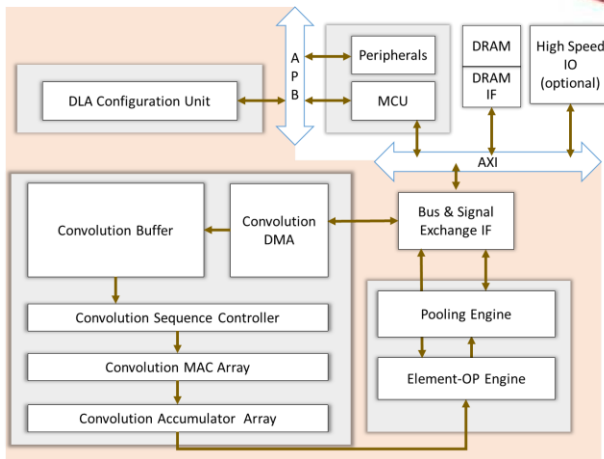 A
P
B
Peripherals
MCU
DRAM
DRAM
IF
High Speed
IO
(optional)
DLA Configuration Unit
AXI
Convolution Buffer
Convolution
DMA
Bus & Signal
Exchange IF
Convolution Sequence Controller
Pooling Engine
Convolution MAC Array
Element-OP Engine
Convolution Accumulator Array